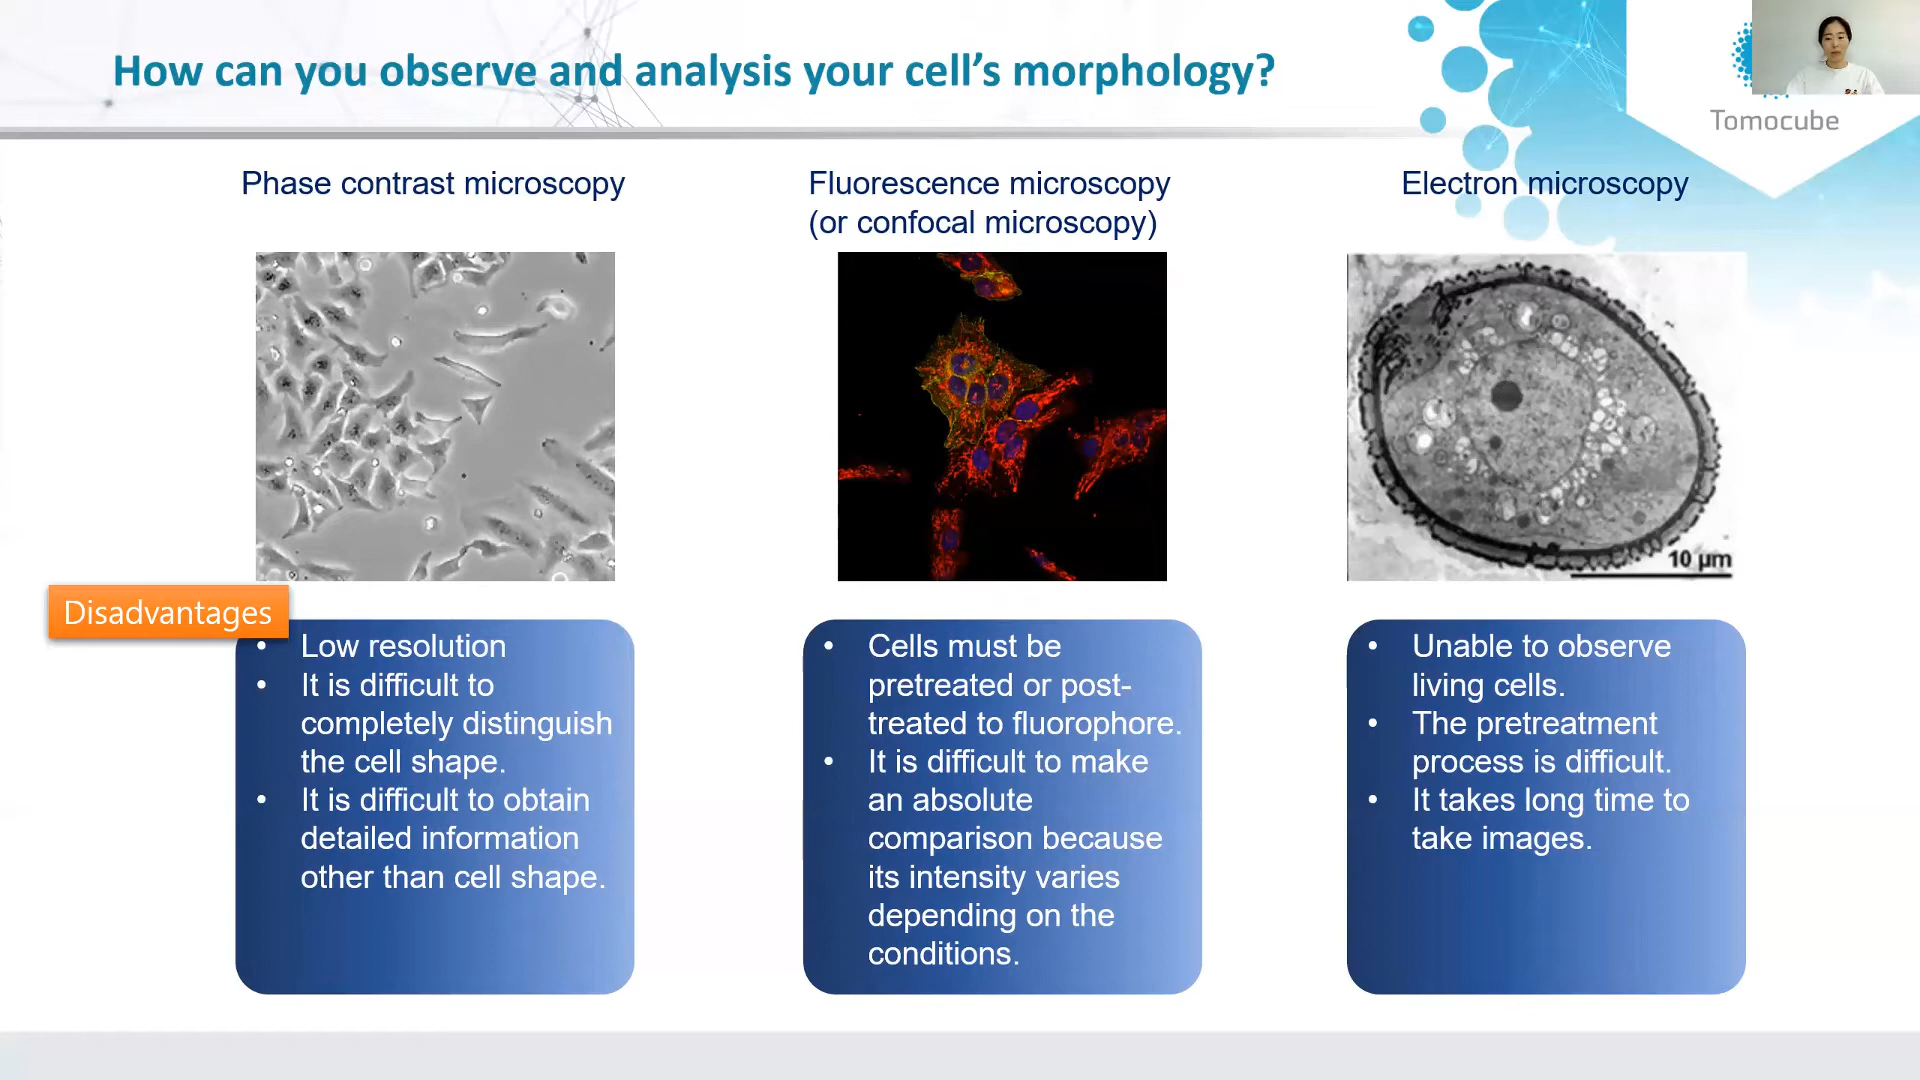 How can you observe and analysis your cell's morphology?
Tomocube
Phase contrast microscopy
Fluorescence microscopy
(or confocal microscopy)
Electron microscopy
10 µm
Disadvantages
• Low resolution
• It is difficult to
completely distinguish
the cell shape.
• It is difficult to obtain
detailed information
other than cell shape.
• Cells must be
pretreated or post-
treated to fluorophore.
• It is difficult to make
an absolute
comparison because
its intensity varies
depending on the
conditions.
• Unable to observe
living cells.
• The pretreatment
process is difficult.
• It takes long time to
take images.